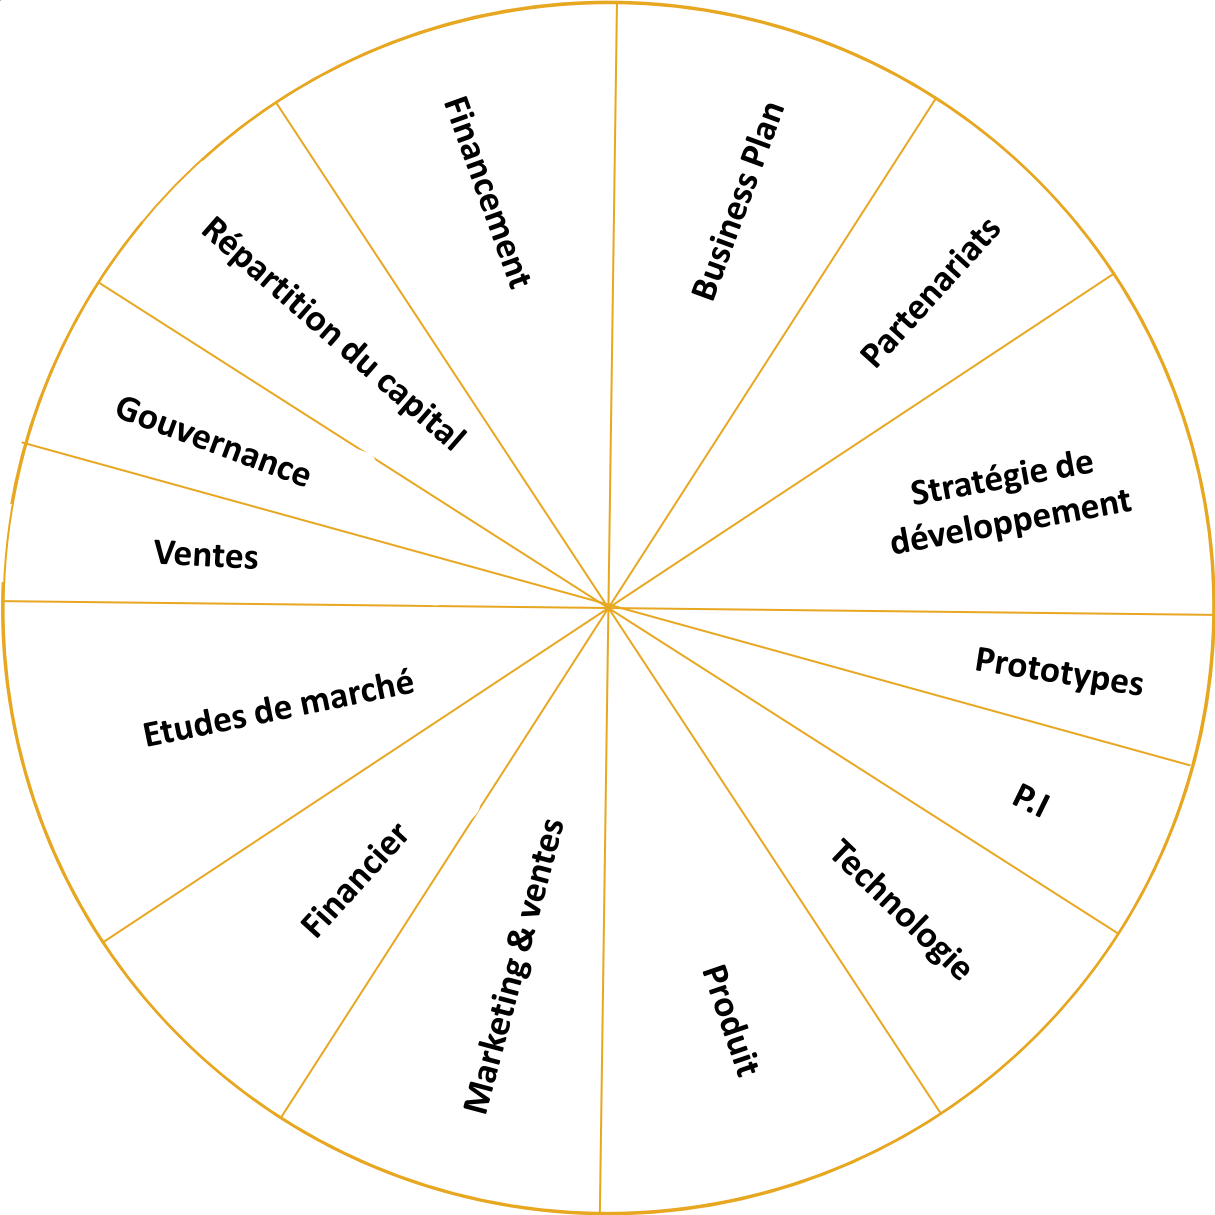 Business Plan
Partenariats
Stratégie de
développement
Prototypes
P.I
Technologie
Produit
Marketing & ventes
Financier
Etudes de marché
Ventes
Gouvernance
Répartition du capital
Financement